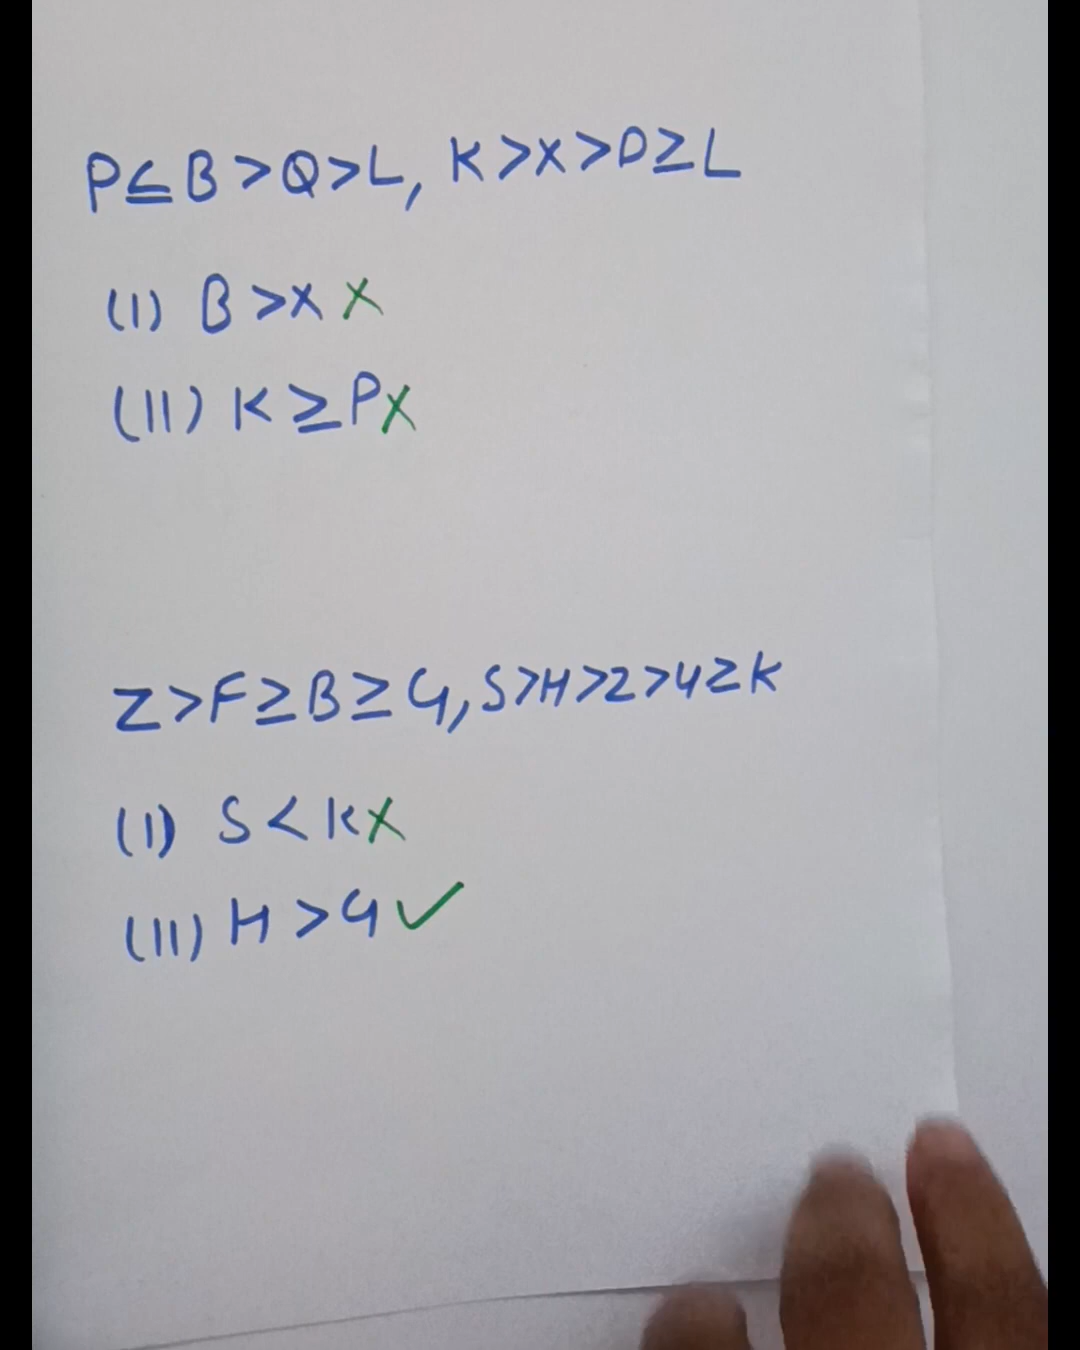 P≤B>Q>L, K>X>D≥L
(I) B>X X
(II) K≥P X
Z>F≥B≥G, S>H>Z>U≥K
(I) S<K X
(II) H>G ✓